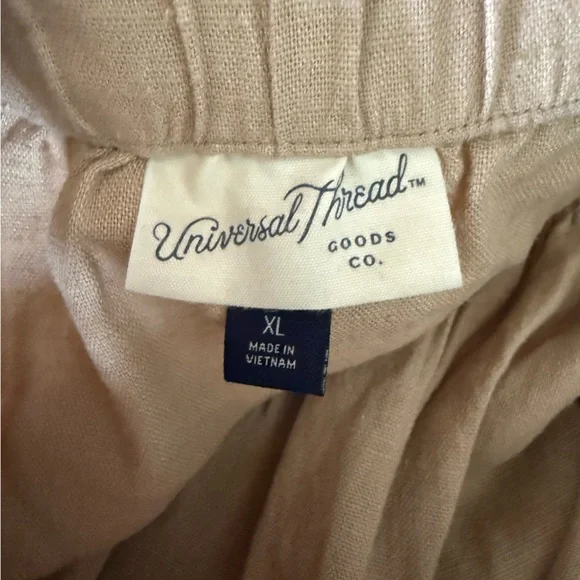 Universal Thread™
GOODS
CO.
XL
MADE IN
VIETNAM